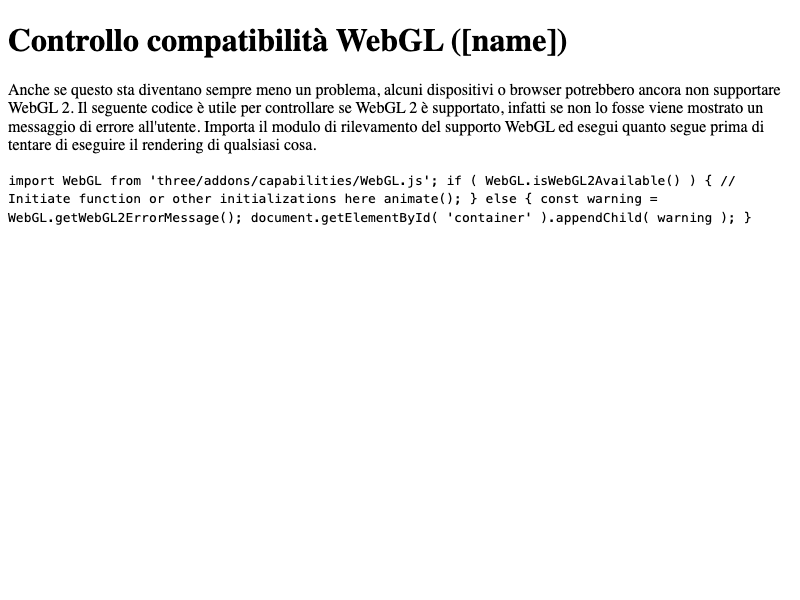 Controllo compatibilità WebGL ([name])
Anche se questo sta diventano sempre meno un problema, alcuni dispositivi o browser potrebbero ancora non supportare
WebGL 2. Il seguente codice è utile per controllare se WebGL 2 è supportato, infatti se non lo fosse viene mostrato un
messaggio di errore all'utente. Importa il modulo di rilevamento del supporto WebGL ed esegui quanto segue prima di
tentare di eseguire il rendering di qualsiasi cosa.
import WebGL from 'three/addons/capabilities/WebGL.js'; if ( WebGL.isWebGL2Available() ) { //
Initiate function or other initializations here animate(); } else { const warning =
WebGL.getWebGL2ErrorMessage(); document.getElementById( 'container' ).appendChild( warning ); }